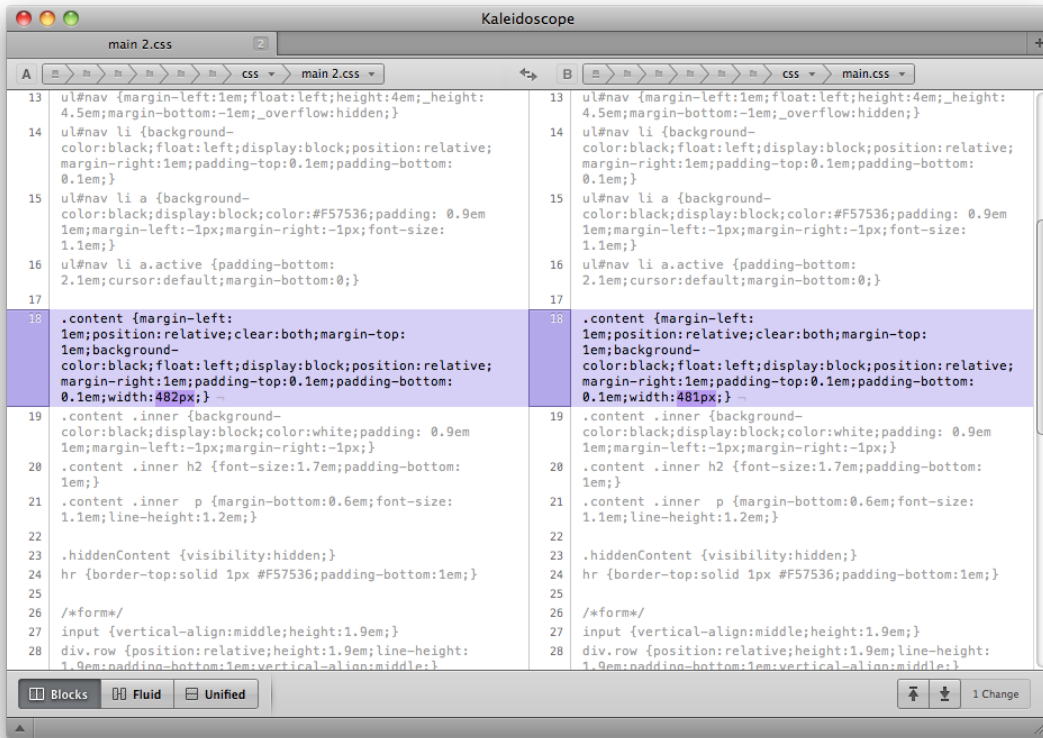 Kaleidoscope
main 2.css 2 +
A css main 2.css B css main.css
13 ul#nav {margin-left:1em;float:left;height:4em;_height:
4.5em;margin-bottom:-1em;_overflow:hidden;}
14 ul#nav li {background-
color:black;float:left;display:block;position:relative;
margin-right:1em;padding-top:0.1em;padding-bottom:
0.1em;}
15 ul#nav li a {background-
color:black;display:block;color:#F57536;padding: 0.9em
1em;margin-left:-1px;margin-right:-1px;font-size:
1.1em;}
16 ul#nav li a.active {padding-bottom:
2.1em;cursor:default;margin-bottom:0;}
17
18 .content {margin-left:
1em;position:relative;clear:both;margin-top:
1em;background-
color:black;float:left;display:block;position:relative;
margin-right:1em;padding-top:0.1em;padding-bottom:
0.1em;width:482px;} ¬
19 .content .inner {background-
color:black;display:block;color:white;padding: 0.9em
1em;margin-left:-1px;margin-right:-1px;}
20 .content .inner h2 {font-size:1.7em;padding-bottom:
1em;}
21 .content .inner  p {margin-bottom:0.6em;font-size:
1.1em;line-height:1.2em;}
22
23 .hiddenContent {visibility:hidden;}
24 hr {border-top:solid 1px #F57536;padding-bottom:1em;}
25
26 /*form*/
27 input {vertical-align:middle;height:1.9em;}
28 div.row {position:relative;height:1.9em;line-height:
1.9em;padding-bottom:1em;vertical-align:middle;}
13 ul#nav {margin-left:1em;float:left;height:4em;_height:
4.5em;margin-bottom:-1em;_overflow:hidden;}
14 ul#nav li {background-
color:black;float:left;display:block;position:relative;
margin-right:1em;padding-top:0.1em;padding-bottom:
0.1em;}
15 ul#nav li a {background-
color:black;display:block;color:#F57536;padding: 0.9em
1em;margin-left:-1px;margin-right:-1px;font-size:
1.1em;}
16 ul#nav li a.active {padding-bottom:
2.1em;cursor:default;margin-bottom:0;}
17
18 .content {margin-left:
1em;position:relative;clear:both;margin-top:
1em;background-
color:black;float:left;display:block;position:relative;
margin-right:1em;padding-top:0.1em;padding-bottom:
0.1em;width:481px;} ¬
19 .content .inner {background-
color:black;display:block;color:white;padding: 0.9em
1em;margin-left:-1px;margin-right:-1px;}
20 .content .inner h2 {font-size:1.7em;padding-bottom:
1em;}
21 .content .inner  p {margin-bottom:0.6em;font-size:
1.1em;line-height:1.2em;}
22
23 .hiddenContent {visibility:hidden;}
24 hr {border-top:solid 1px #F57536;padding-bottom:1em;}
25
26 /*form*/
27 input {vertical-align:middle;height:1.9em;}
28 div.row {position:relative;height:1.9em;line-height:
1.9em;padding-bottom:1em;vertical-align:middle;}
Blocks Fluid Unified 1 Change